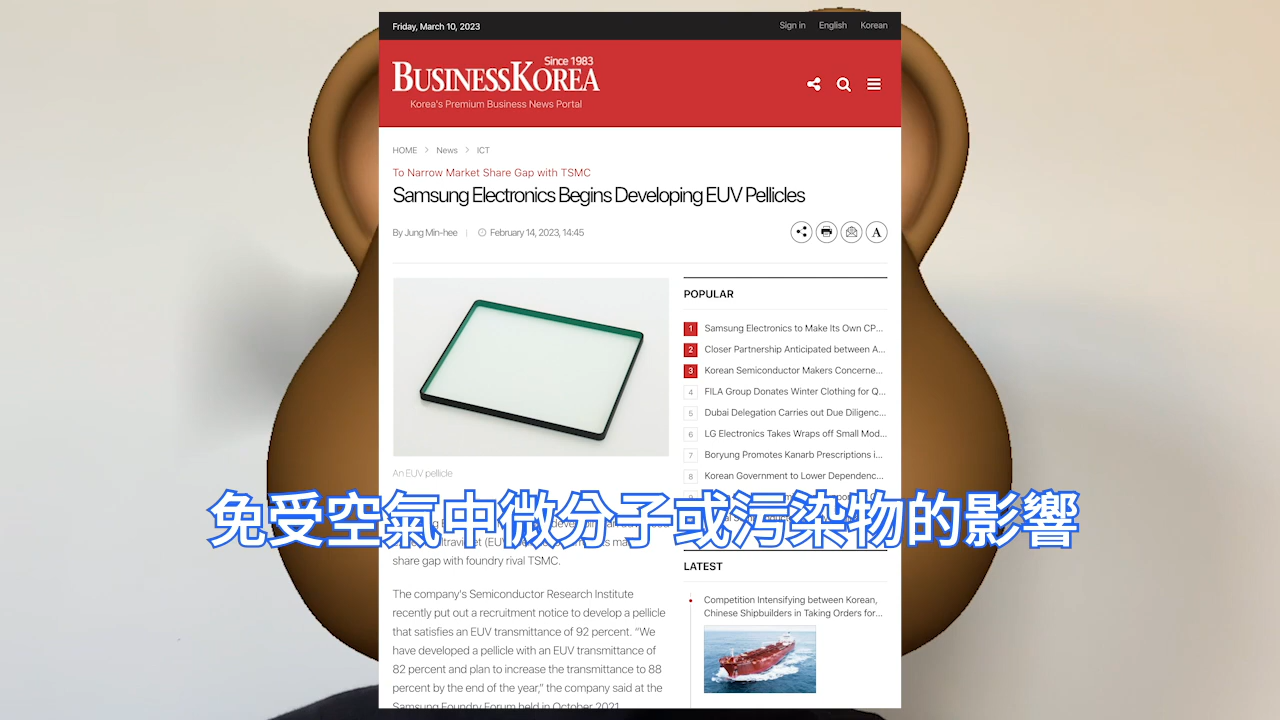 Friday, March 10, 2023
Sign in English Korean
Since 1983
BUSINESSKOREA
Korea's Premium Business News Portal
HOME > News > ICT
To Narrow Market Share Gap with TSMC
Samsung Electronics Begins Developing EUV Pellicles
By Jung Min-hee | February 14, 2023, 14:45
A
An EUV pellicle
免受空氣中微分子或污染物的影響
share gap with foundry rival TSMC.
The company's Semiconductor Research Institute
recently put out a recruitment notice to develop a pellicle
that satisfies an EUV transmittance of 92 percent. “We
have developed a pellicle with an EUV transmittance of
82 percent and plan to increase the transmittance to 88
percent by the end of the year,” the company said at the
Samsung Foundry Forum held in October 2021.
POPULAR
1 Samsung Electronics to Make Its Own CP...
2 Closer Partnership Anticipated between A...
3 Korean Semiconductor Makers Concerne...
4 FILA Group Donates Winter Clothing for Q...
5 Dubai Delegation Carries out Due Diligenc...
6 LG Electronics Takes Wraps off Small Mod...
7 Boryung Promotes Kanarb Prescriptions i...
8 Korean Government to Lower Dependenc...
LATEST
Competition Intensifying between Korean,
Chinese Shipbuilders in Taking Orders for...